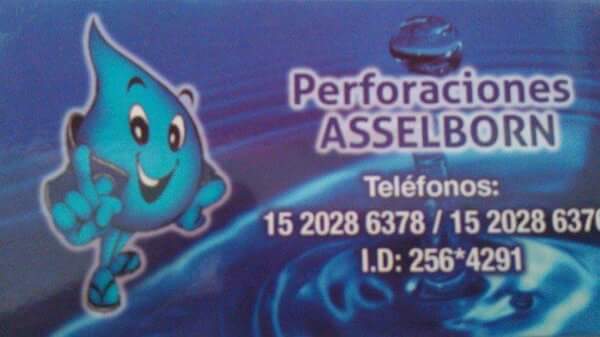 Perforaciones
ASSELBORN
Teléfonos:
15 2028 6378 / 15 2028 637
I.D: 256*4291